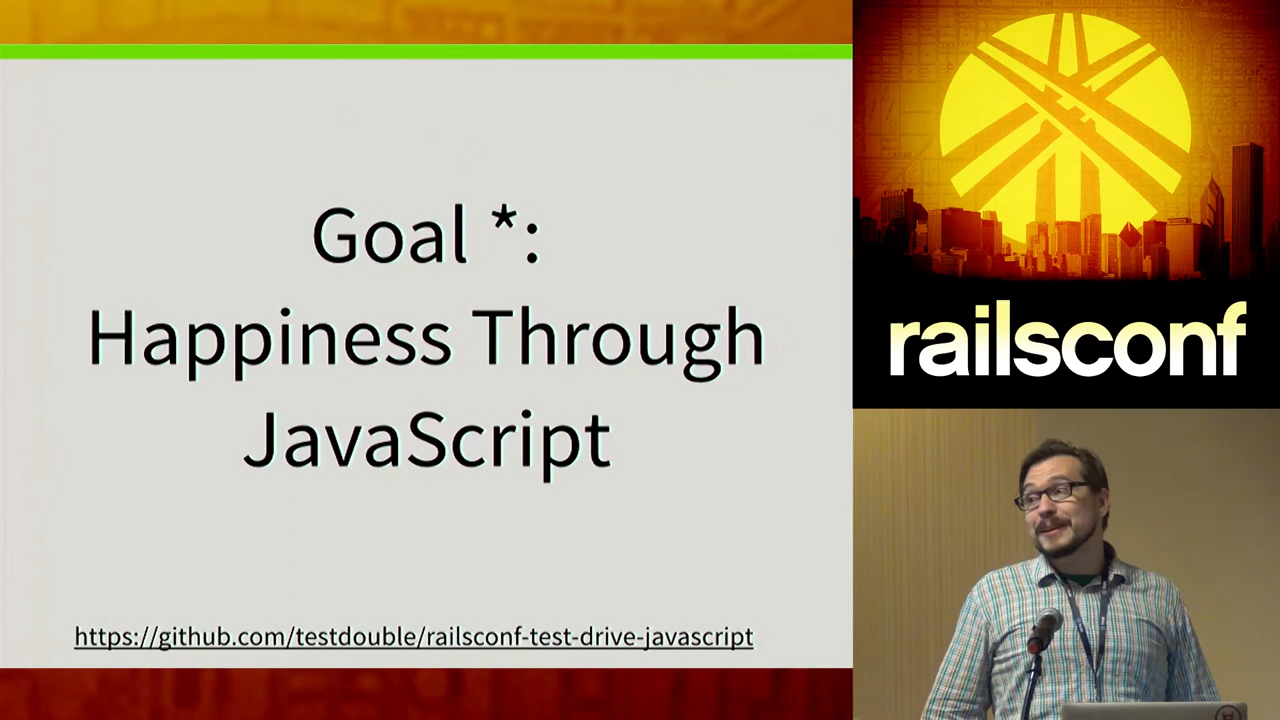 Goal *:
Happiness Through
JavaScript
https://github.com/testdouble/railsconf-test-drive-javascript
railsconf